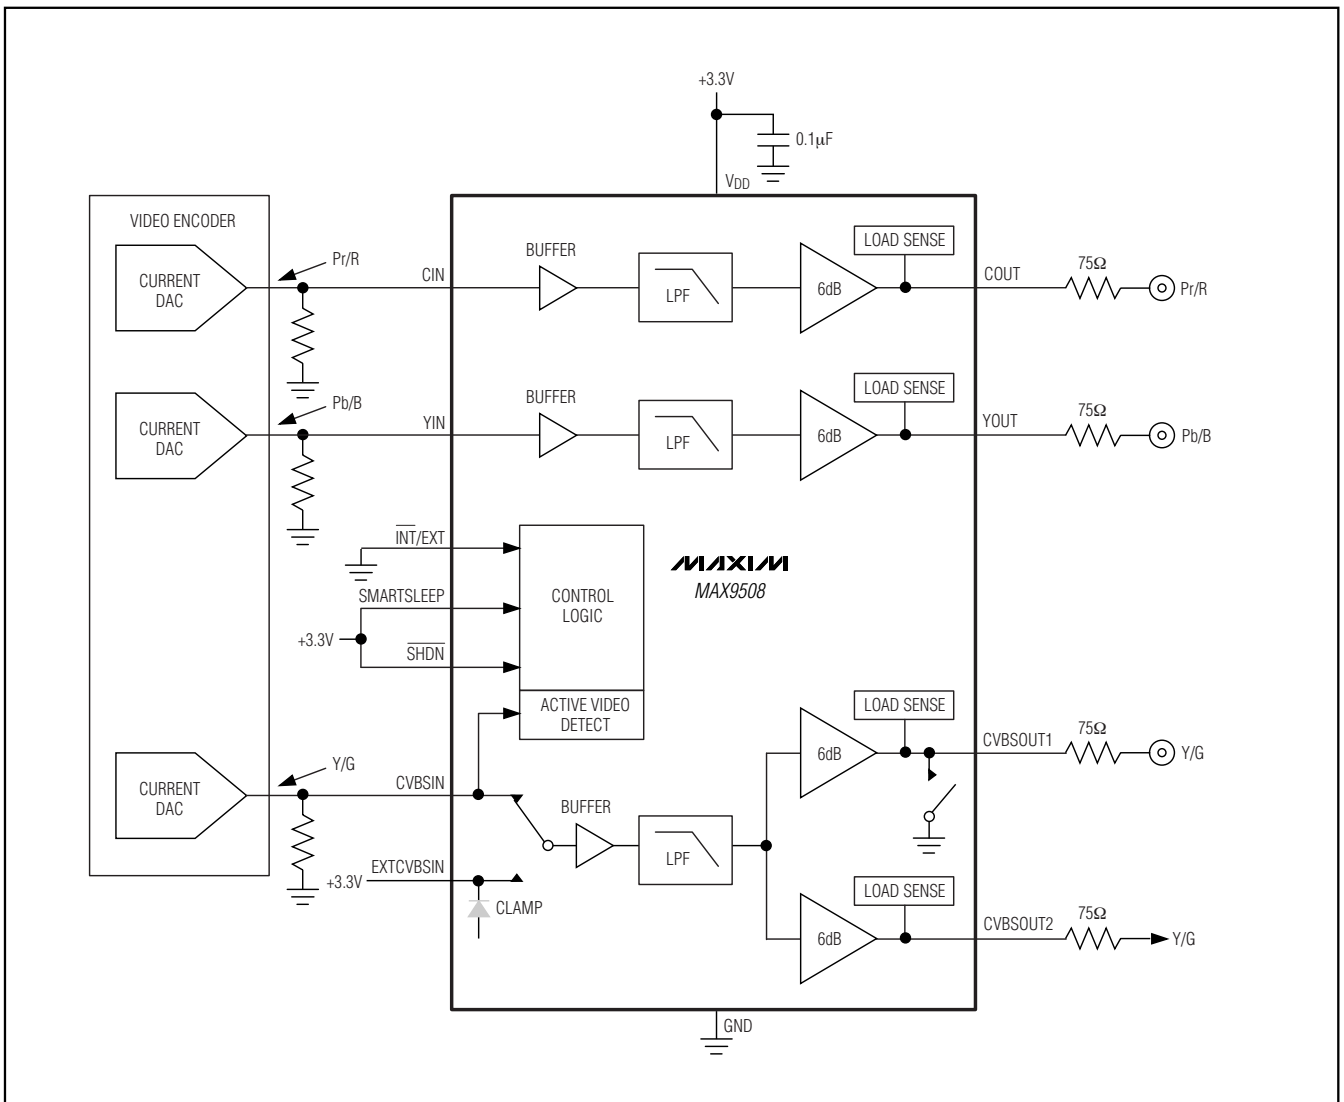 +3.3V
0.1µF
VDD
VIDEO ENCODER
CURRENT
DAC
Pr/R
CIN
BUFFER
LPF
6dB
LOAD SENSE
COUT
75Ω
Pr/R
CURRENT
DAC
Pb/B
YIN
BUFFER
LPF
6dB
LOAD SENSE
YOUT
75Ω
Pb/B
INT/EXT
SMARTSLEEP
+3.3V
SHDN
CONTROL
LOGIC
ACTIVE VIDEO
DETECT
MAXIM
MAX9508
CURRENT
DAC
Y/G
CVBSIN
EXTCVBSIN
+3.3V
CLAMP
BUFFER
LPF
6dB
LOAD SENSE
CVBSOUT1
75Ω
Y/G
6dB
LOAD SENSE
CVBSOUT2
75Ω
Y/G
GND